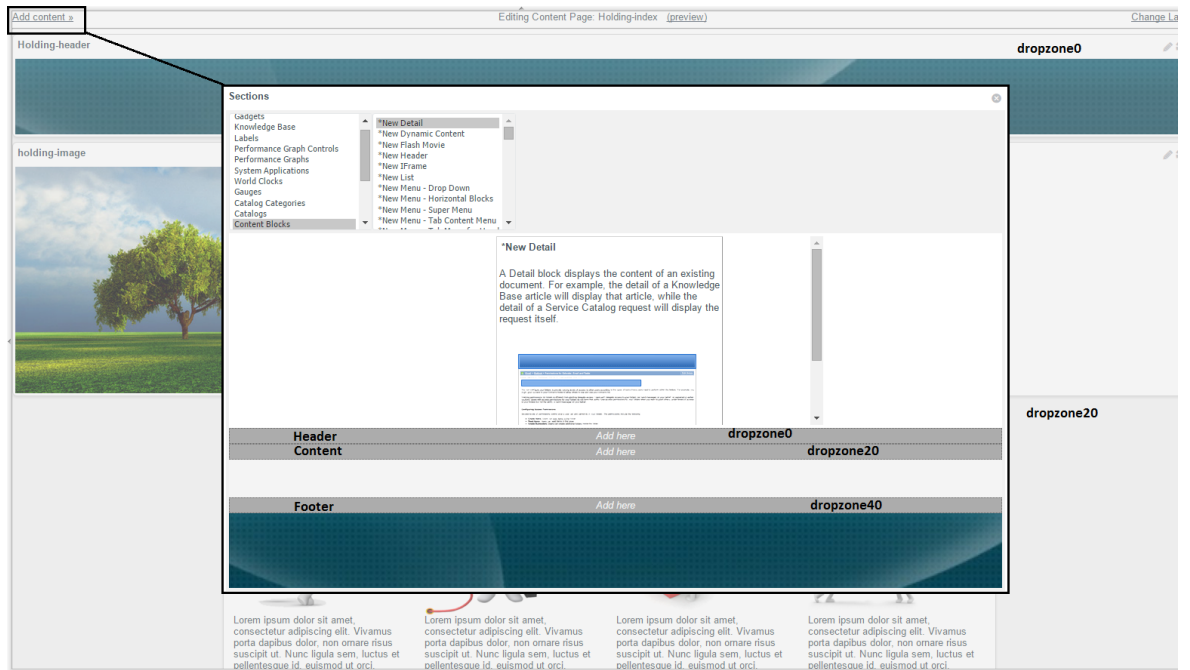 Add content »
Editing Content Page: Holding-index (preview)
Change La
Holding-header
dropzone0
Sections
Gadgets
Knowledge Base
Labels
Performance Graph Controls
Performance Graphs
System Applications
World Clocks
Gauges
Catalog Categories
Catalogs
Content Blocks
*New Detail
*New Dynamic Content
*New Flash Movie
*New Header
*New IFrame
*New List
*New Menu - Drop Down
*New Menu - Horizontal Blocks
*New Menu - Super Menu
*New Menu - Tab Content Menu
holding-image
*New Detail
A Detail block displays the content of an existing
document. For example, the detail of a Knowledge
Base article will display that article, while the
detail of a Service Catalog request will display the
request itself.
dropzone20
Header Add here dropzone0
Content Add here dropzone20
Footer Add here dropzone40
Lorem ipsum dolor sit amet,
consectetur adipiscing elit. Vivamus
porta dapibus dolor, non ornare risus
suscipit ut. Nunc ligula sem, luctus et
pellentesque id, euismod ut orci.
Lorem ipsum dolor sit amet,
consectetur adipiscing elit. Vivamus
porta dapibus dolor, non ornare risus
suscipit ut. Nunc ligula sem, luctus et
pellentesque id, euismod ut orci.
Lorem ipsum dolor sit amet,
consectetur adipiscing elit. Vivamus
porta dapibus dolor, non ornare risus
suscipit ut. Nunc ligula sem, luctus et
pellentesque id, euismod ut orci.
Lorem ipsum dolor sit amet,
consectetur adipiscing elit. Vivamus
porta dapibus dolor, non ornare risus
suscipit ut. Nunc ligula sem, luctus et
pellentesque id, euismod ut orci.